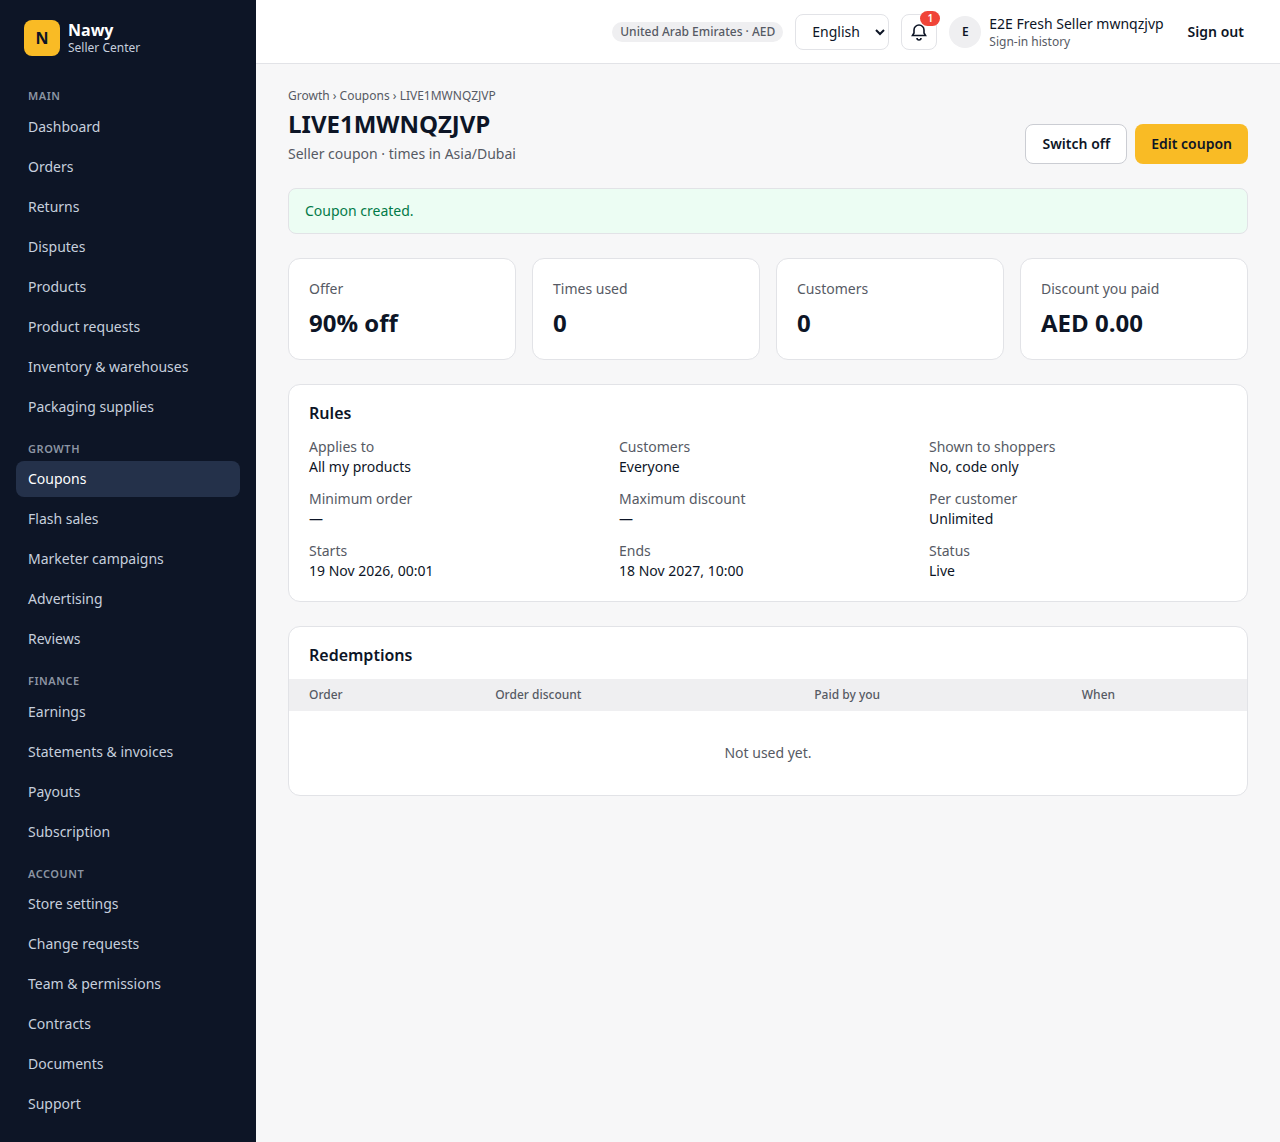 N
Nawy
Seller Center
MAIN
Dashboard
Orders
Returns
Disputes
Products
Product requests
Inventory & warehouses
Packaging supplies
GROWTH
Coupons
Flash sales
Marketer campaigns
Advertising
Reviews
FINANCE
Earnings
Statements & invoices
Payouts
Subscription
ACCOUNT
Store settings
Change requests
Team & permissions
Contracts
Documents
Support
United Arab Emirates · AED
English
1
E
E2E Fresh Seller mwnqzjvp
Sign-in history
Sign out
Growth › Coupons › LIVE1MWNQZJVP
LIVE1MWNQZJVP
Seller coupon · times in Asia/Dubai
Switch off
Edit coupon
Coupon created.
Offer
90% off
Times used
0
Customers
0
Discount you paid
AED 0.00
Rules
Applies to
All my products
Customers
Everyone
Shown to shoppers
No, code only
Minimum order
—
Maximum discount
—
Per customer
Unlimited
Starts
19 Nov 2026, 00:01
Ends
18 Nov 2027, 10:00
Status
Live
Redemptions
Order Order discount Paid by you When
Not used yet.